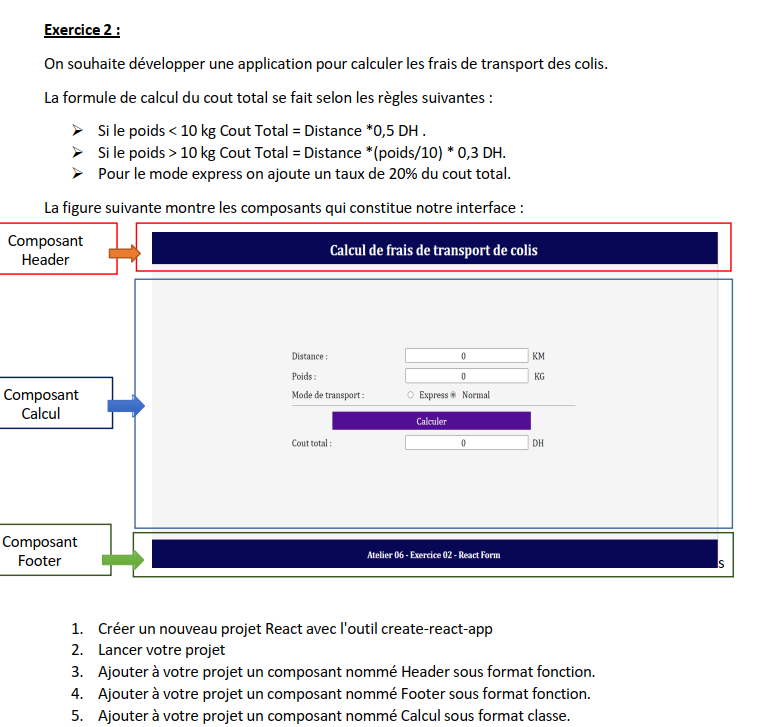 Exercice 2 :
On souhaite développer une application pour calculer les frais de transport des colis.
La formule de calcul du cout total se fait selon les règles suivantes :
➢ Si le poids < 10 kg Cout Total = Distance *0,5 DH .
➢ Si le poids > 10 kg Cout Total = Distance *(poids/10) * 0,3 DH.
➢ Pour le mode express on ajoute un taux de 20% du cout total.
La figure suivante montre les composants qui constitue notre interface :
Composant
Header
Calcul de frais de transport de colis
Distance : 0 KM
Poids : 0 KG
Mode de transport : Express Normal
Composant
Calcul
Calculer
Cout total : 0 DH
Composant
Footer
Atelier 06 - Exercice 02 - React Form
s
1. Créer un nouveau projet React avec l'outil create-react-app
2. Lancer votre projet
3. Ajouter à votre projet un composant nommé Header sous format fonction.
4. Ajouter à votre projet un composant nommé Footer sous format fonction.
5. Ajouter à votre projet un composant nommé Calcul sous format classe.